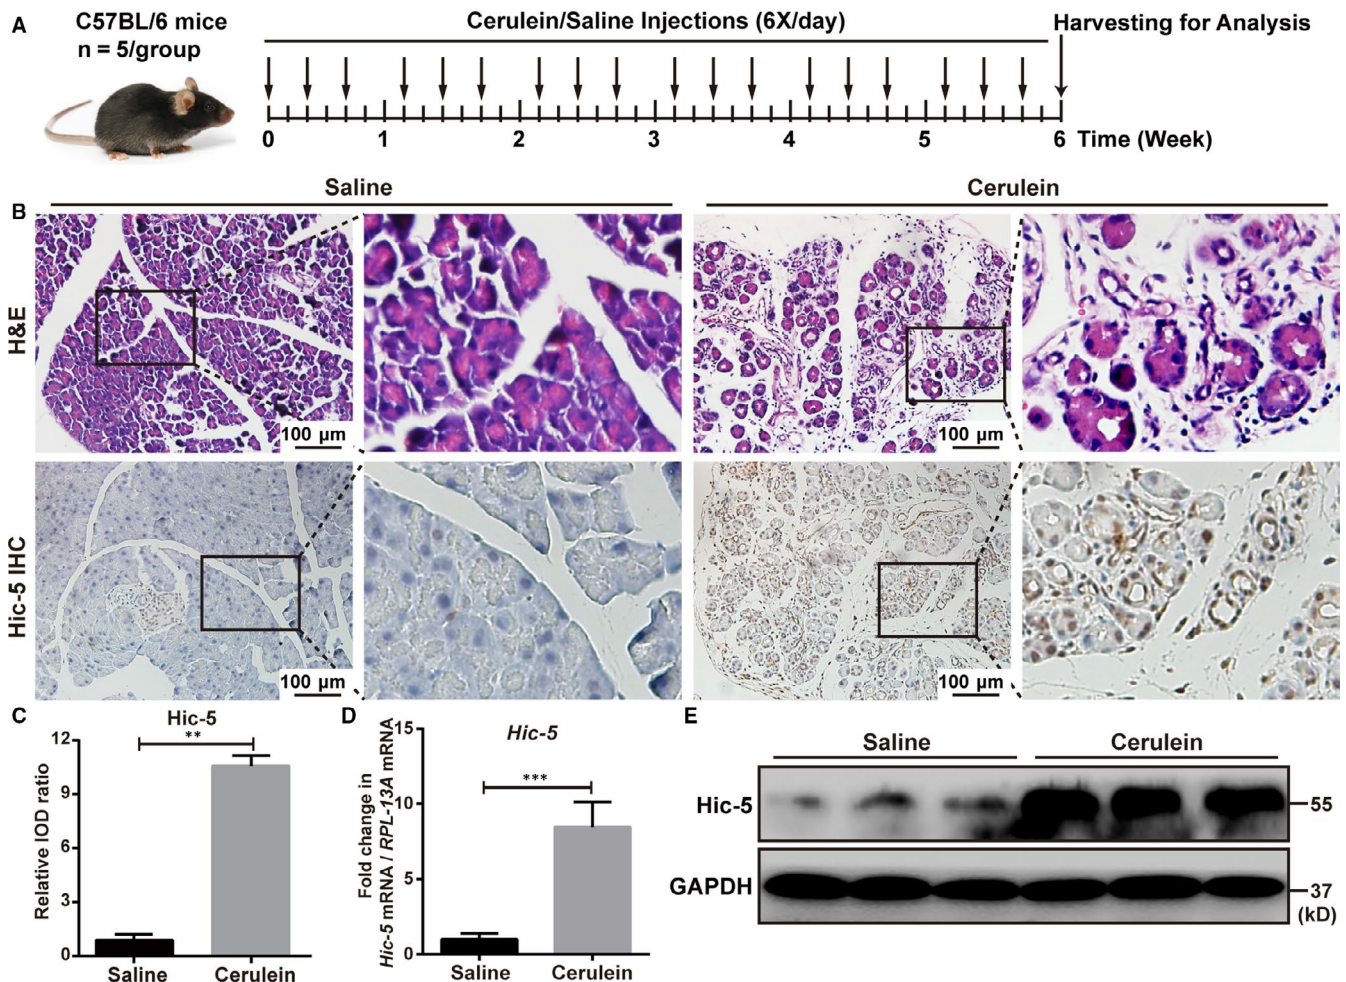 A
C57BL/6 mice
n = 5/group
Cerulein/Saline Injections (6X/day)
Harvesting for Analysis
0 1 2 3 4 5 6 Time (Week)
B
Saline
Cerulein
H&E
100 μm
100 μm
Hic-5 IHC
100 μm
100 μm
C
Hic-5
**
Relative IOD ratio
12
9
6
3
0
Saline Cerulein
D
Hic-5
***
Fold change in
Hic-5 mRNA / RPL-13A mRNA
15
10
5
0
Saline Cerulein
E
Saline Cerulein
Hic-5 55
GAPDH 37
(kD)